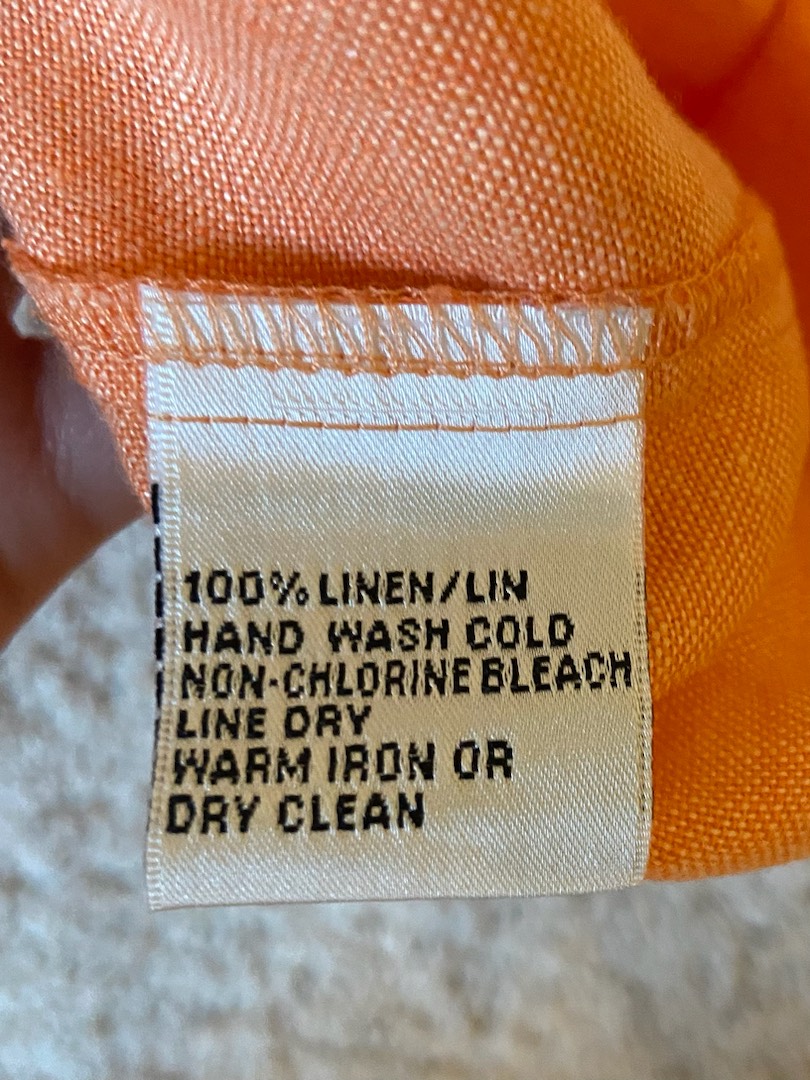 100% LINEN/LIN
HAND WASH COLD
NON-CHLORINE BLEACH
LINE DRY
WARM IRON OR
DRY CLEAN